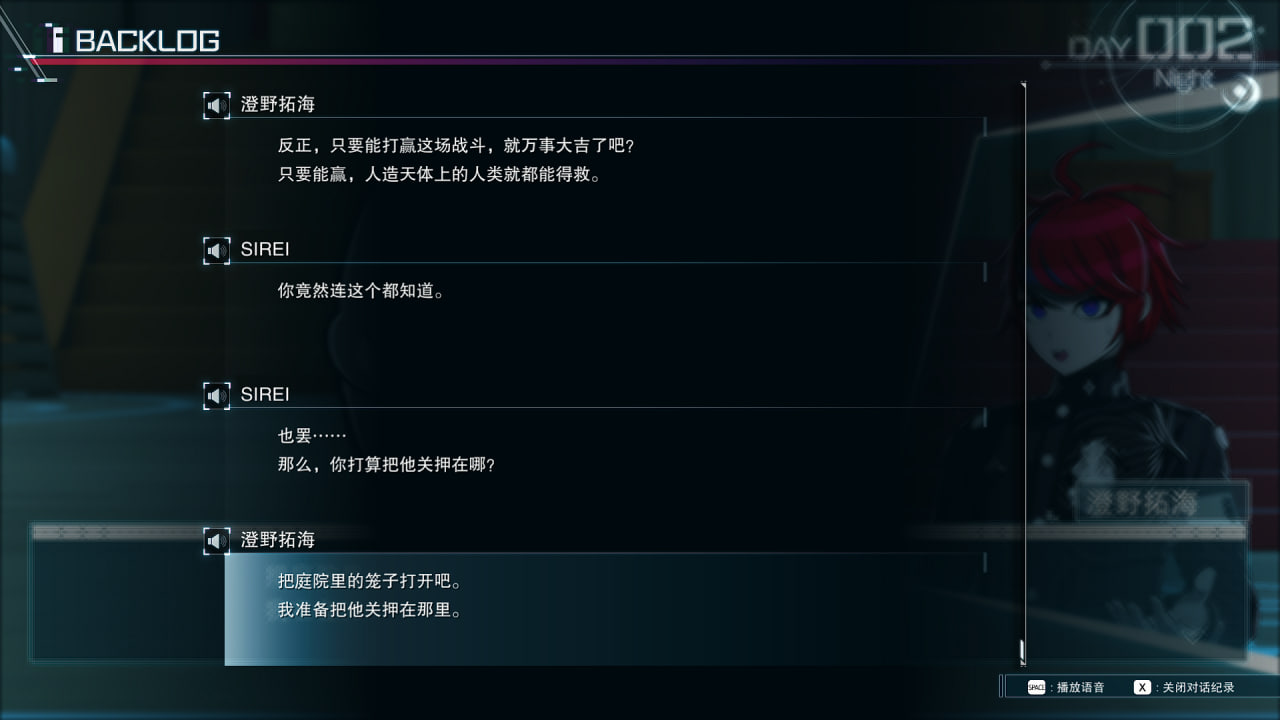 BACKLOG
DAY 002
Night
澄野拓海
反正，只要能打赢这场战斗，就万事大吉了吧？
只要能赢，人造天体上的人类就都能得救。
SIREI
你竟然连这个都知道。
SIREI
也罢……
那么，你打算把他关押在哪？
澄野拓海
把庭院里的笼子打开吧。
我准备把他关押在那里。
澄野拓海
SPACE：播放语音
X：关闭对话纪录